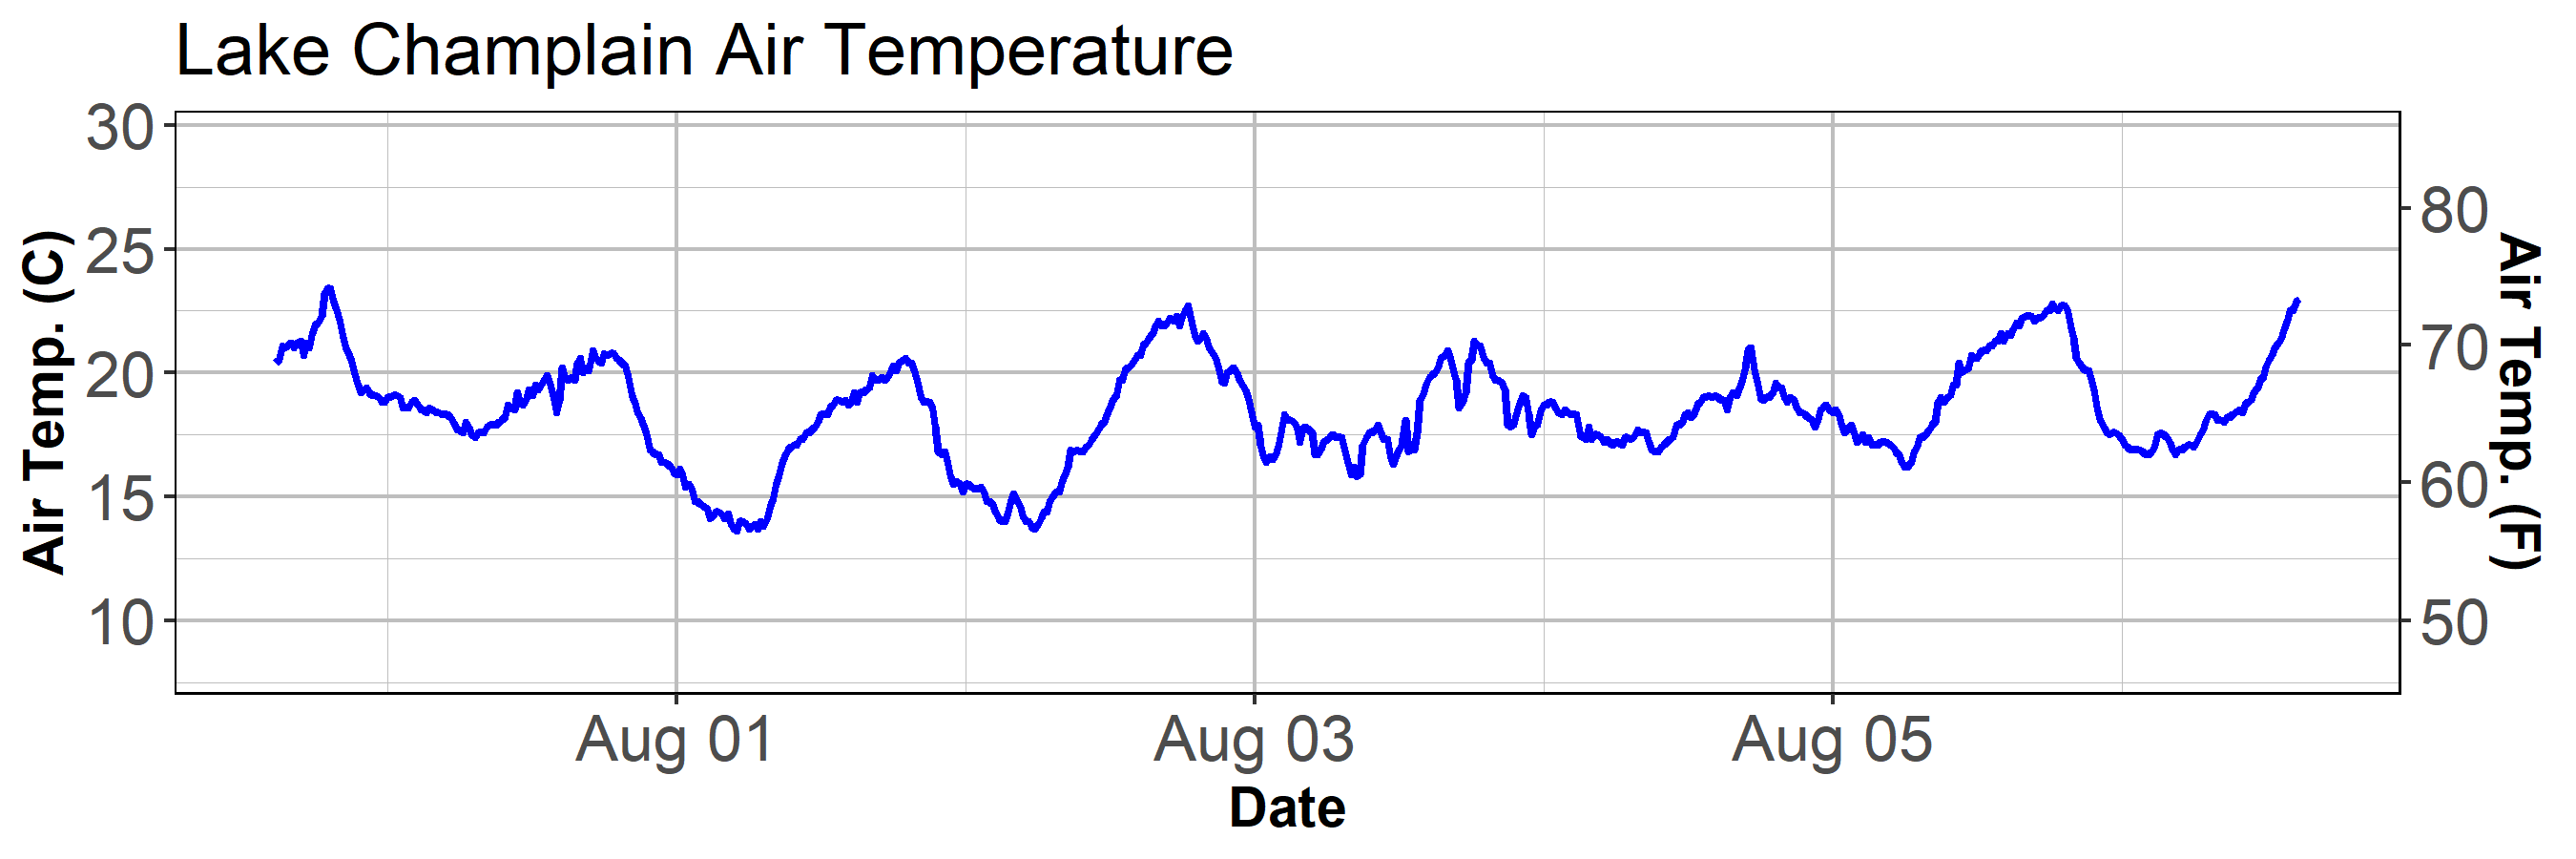 Lake Champlain Air Temperature
Air Temp. (C)
30
25
20
15
10
80
70
60
50
Air Temp. (F)
Aug 01 Aug 03 Aug 05
Date